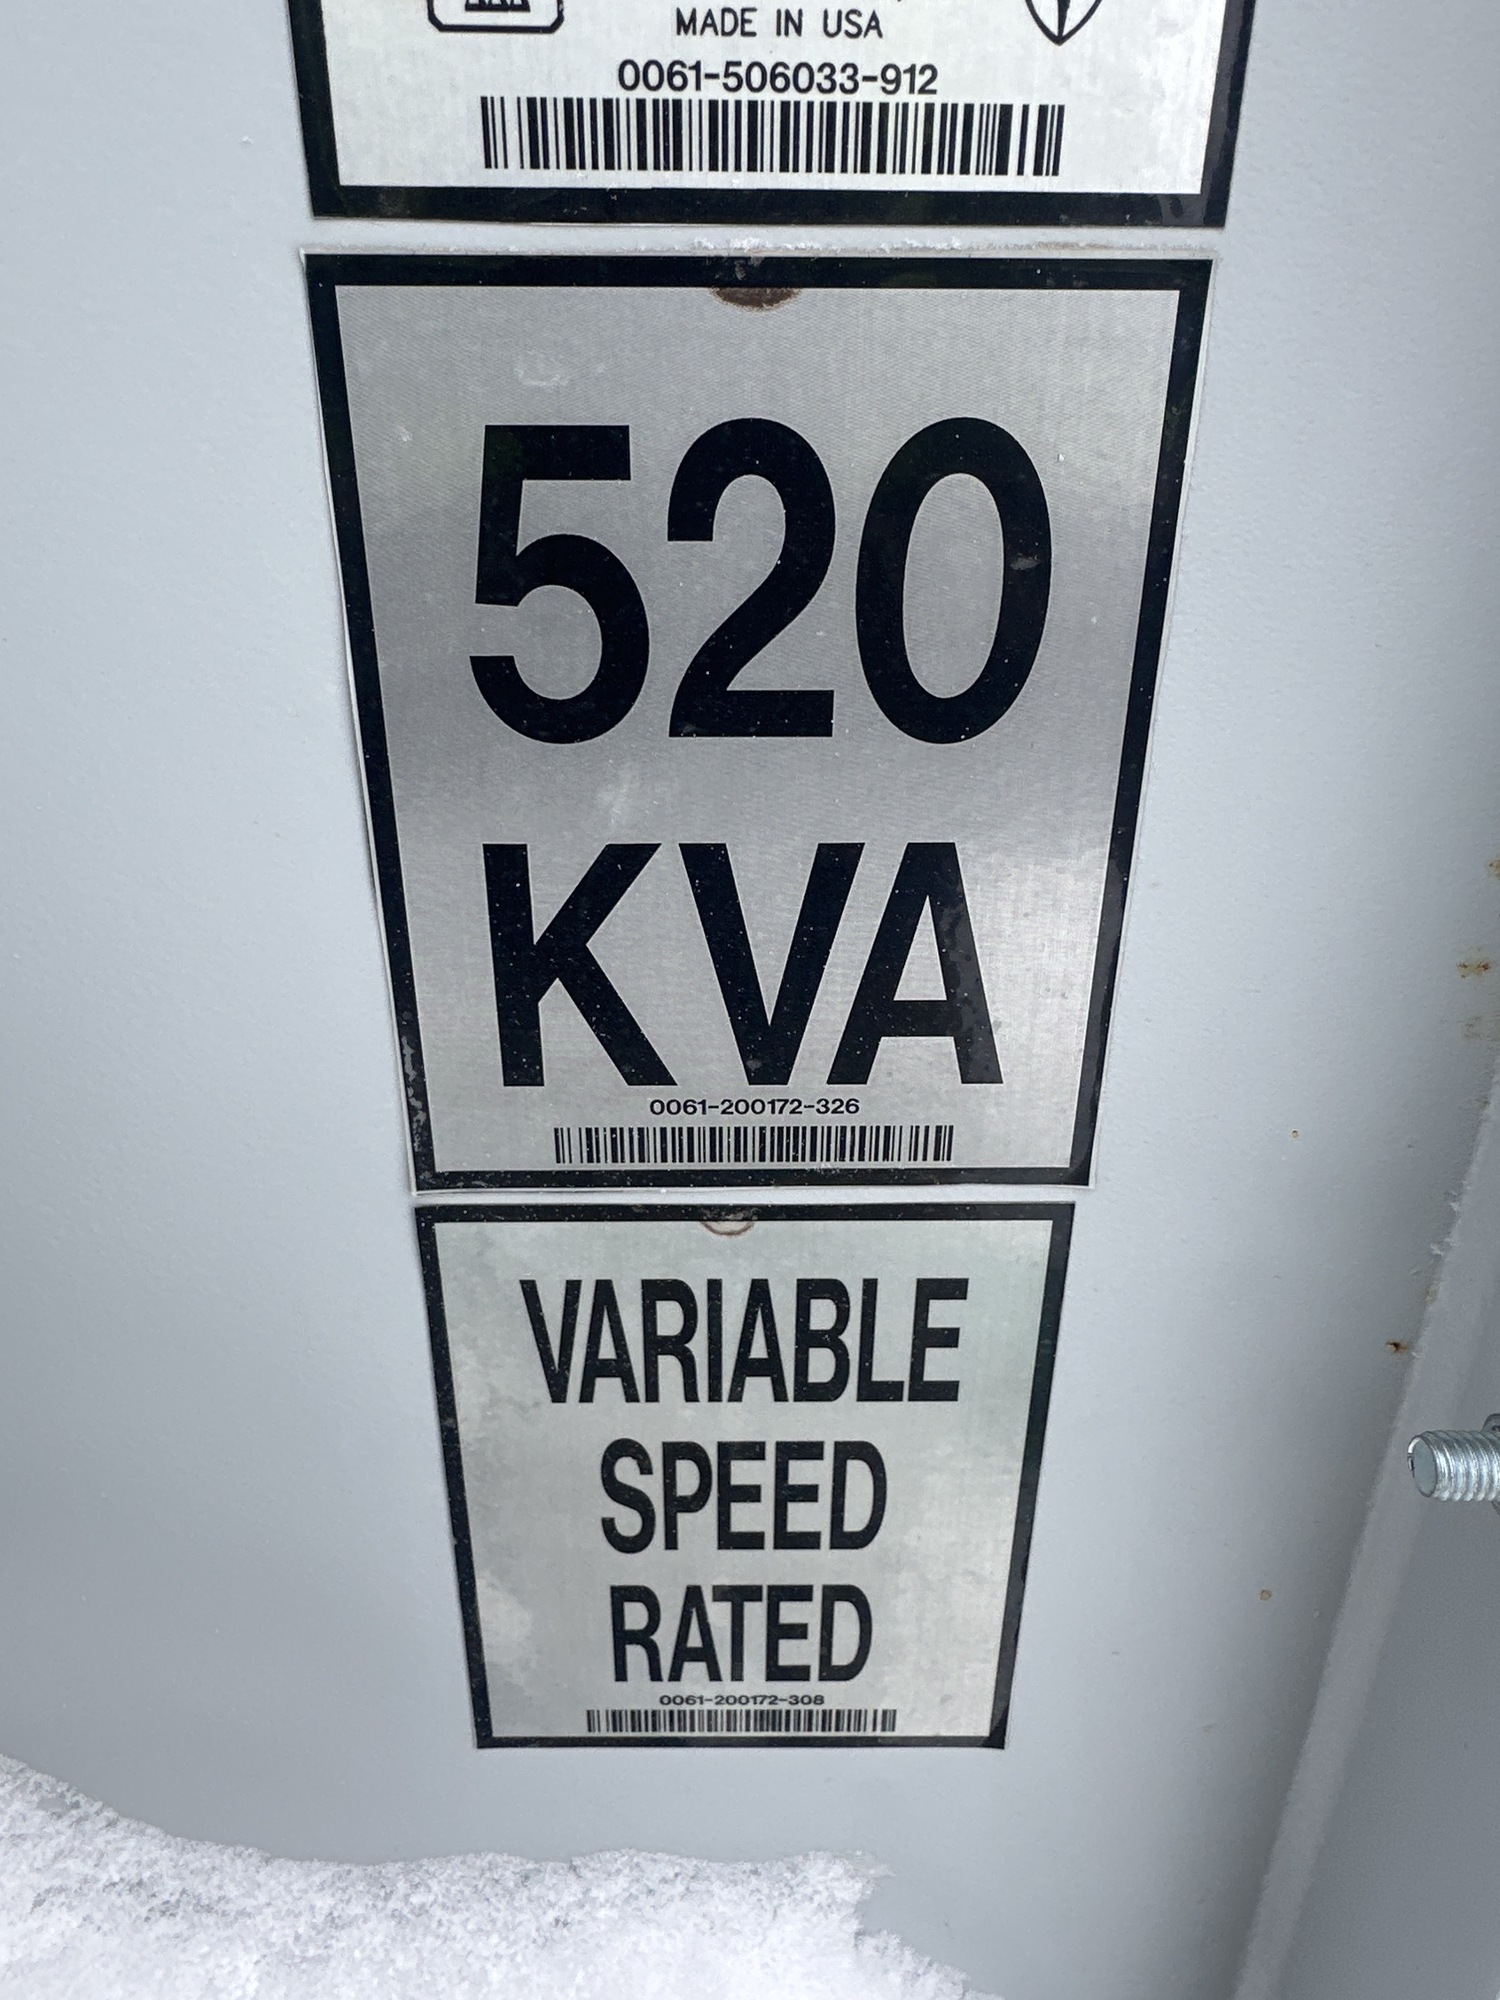 MADE IN USA
0061-506033-912
520
KVA
0061-200172-326
VARIABLE
SPEED
RATED
0061-200172-308